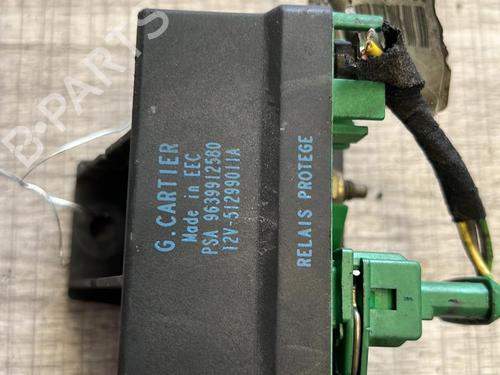 G. CARTIER
Made in EEC
PSA 9639912580
12V-51299011A
RELAIS PROTEGE
B-PARTS